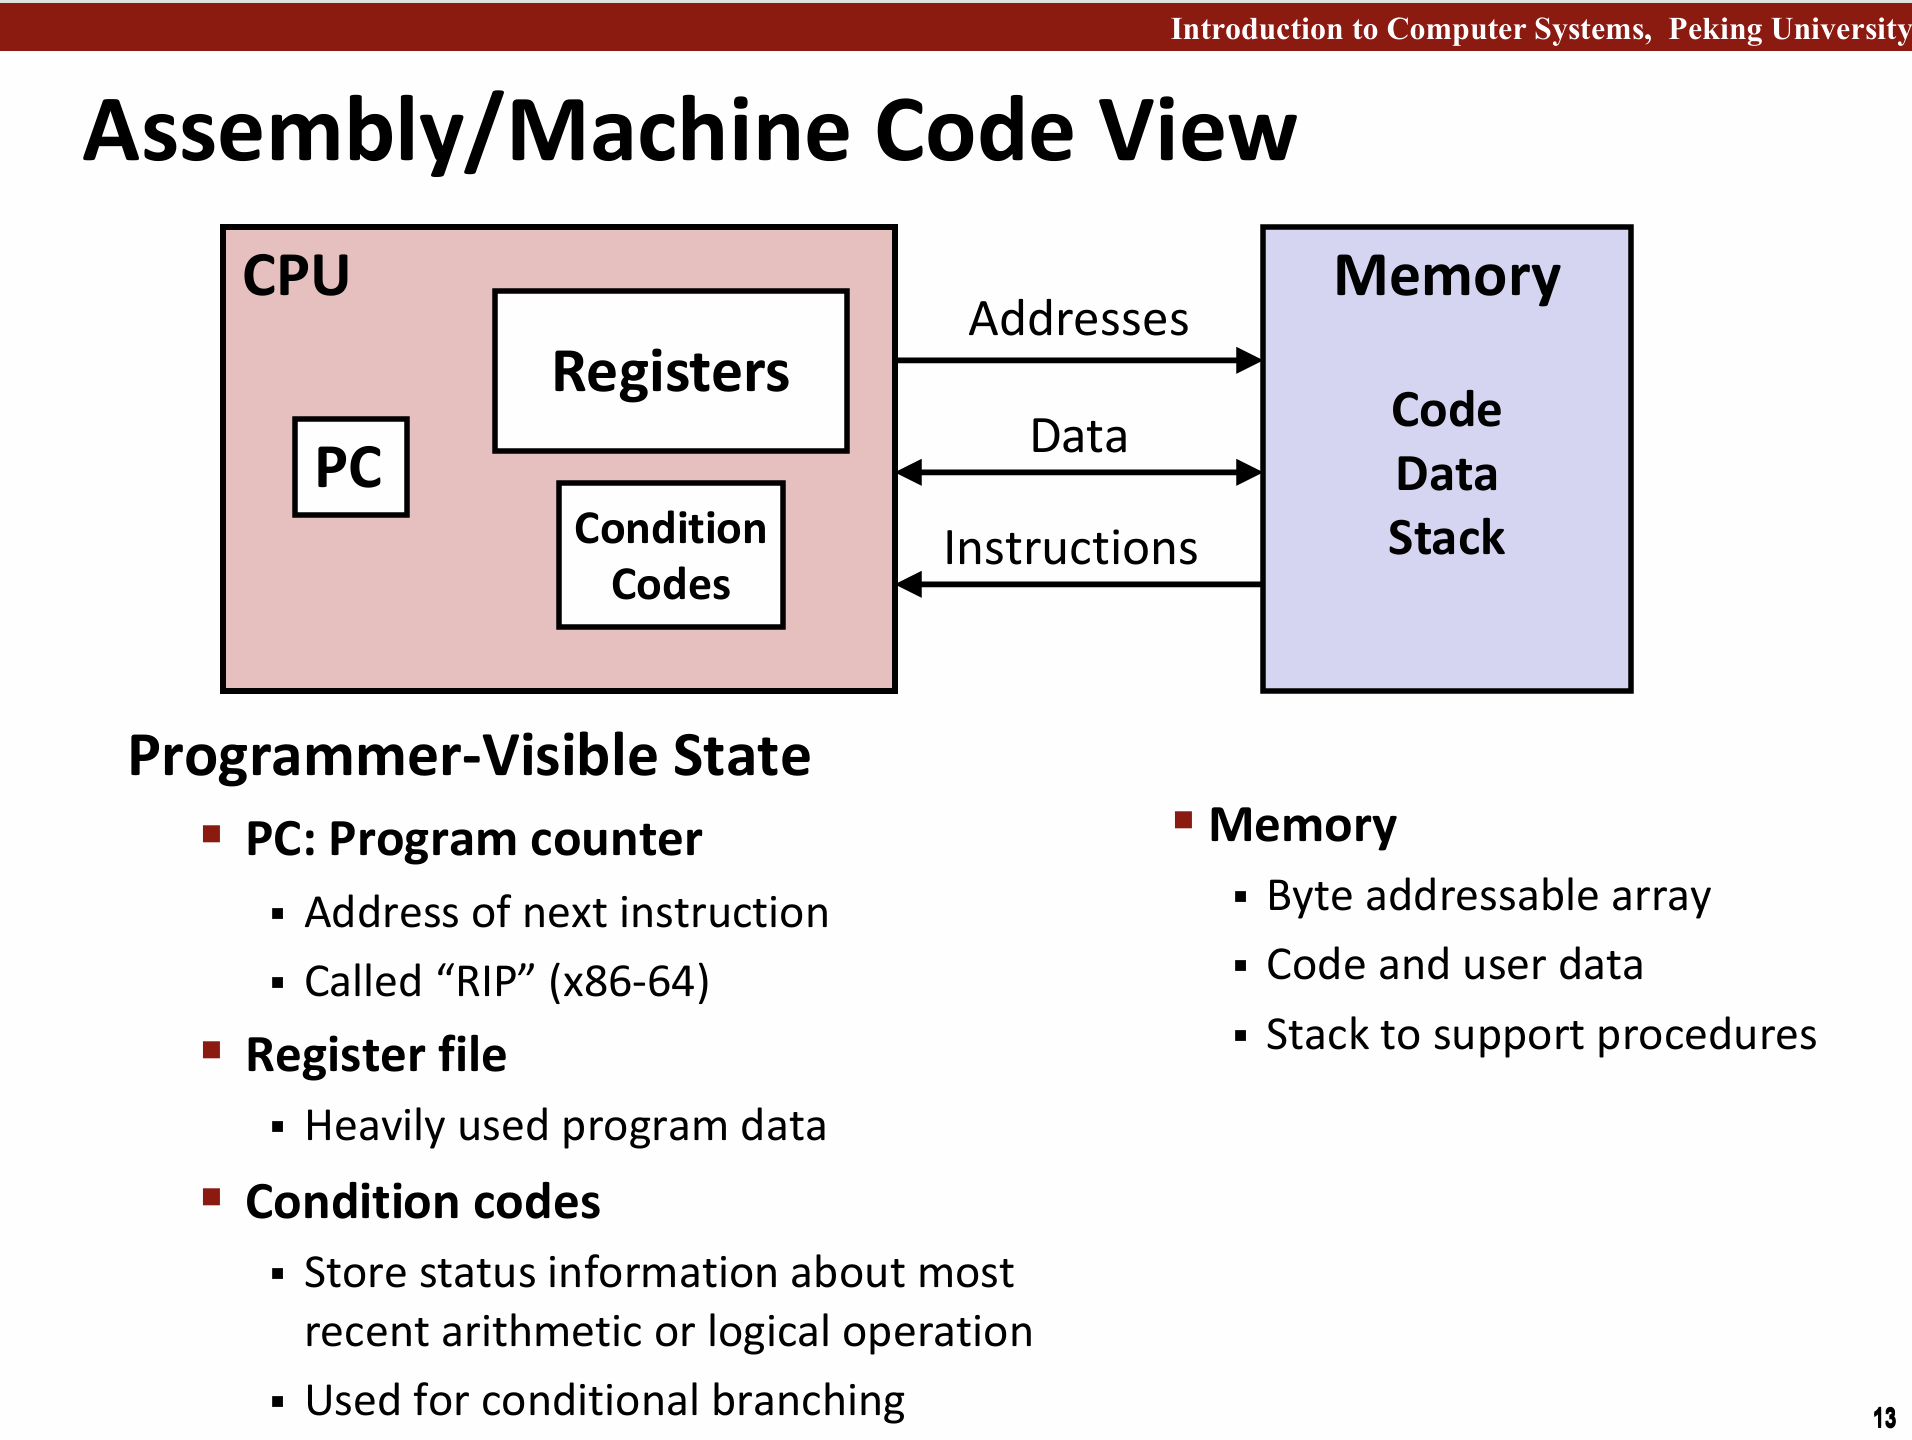 Introduction to Computer Systems, Peking University
Assembly/Machine Code View
CPU
Registers
PC
Condition
Codes
Addresses
Data
Instructions
Memory
Code
Data
Stack
Programmer-Visible State
PC: Program counter
Address of next instruction
Called “RIP” (x86-64)
Register file
Heavily used program data
Condition codes
Store status information about most
recent arithmetic or logical operation
Used for conditional branching
Memory
Byte addressable array
Code and user data
Stack to support procedures
13